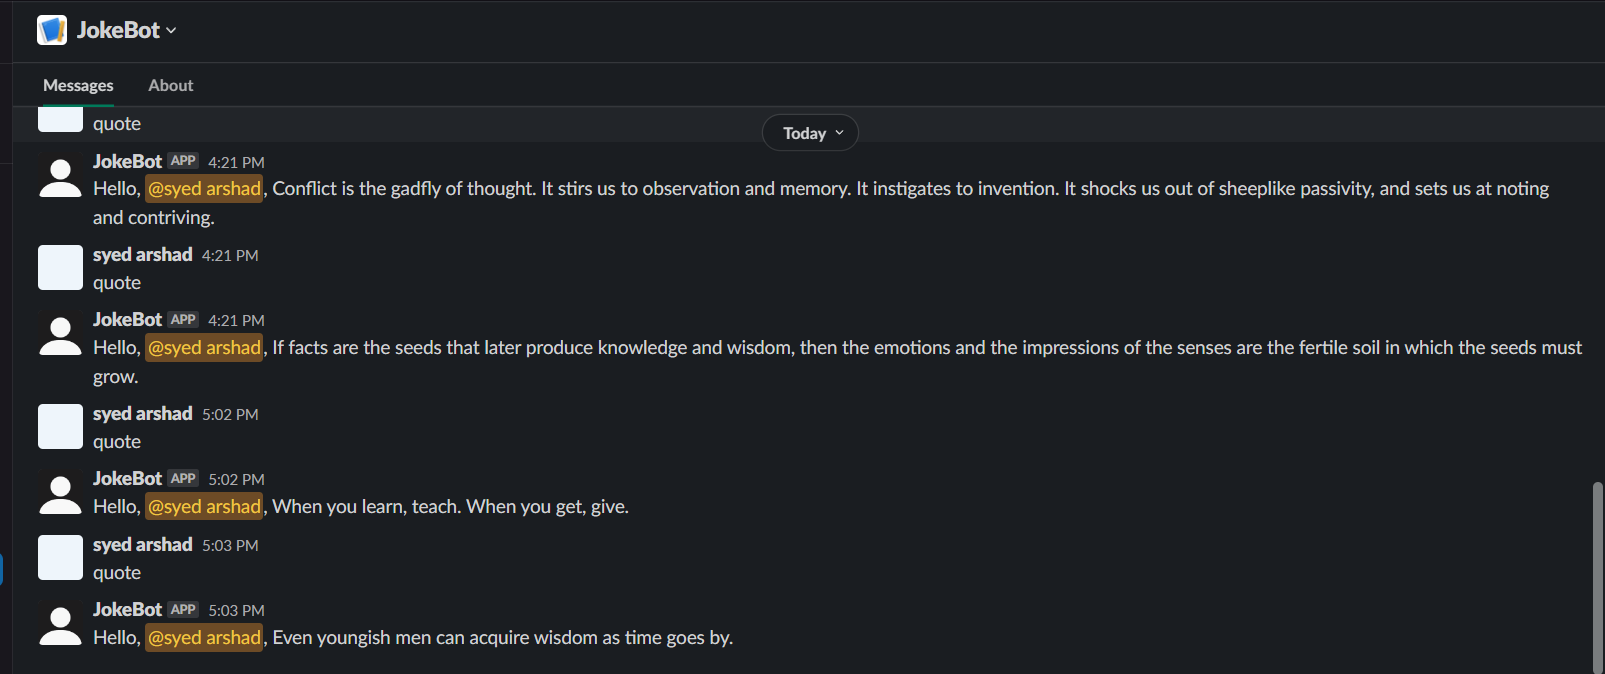 JokeBot
Messages About
quote
Today
JokeBot APP 4:21 PM
Hello, @syed arshad, Conflict is the gadfly of thought. It stirs us to observation and memory. It instigates to invention. It shocks us out of sheeplike passivity, and sets us at noting
and contriving.
syed arshad 4:21 PM
quote
JokeBot APP 4:21 PM
Hello, @syed arshad, If facts are the seeds that later produce knowledge and wisdom, then the emotions and the impressions of the senses are the fertile soil in which the seeds must
grow.
syed arshad 5:02 PM
quote
JokeBot APP 5:02 PM
Hello, @syed arshad, When you learn, teach. When you get, give.
syed arshad 5:03 PM
quote
JokeBot APP 5:03 PM
Hello, @syed arshad, Even youngish men can acquire wisdom as time goes by.